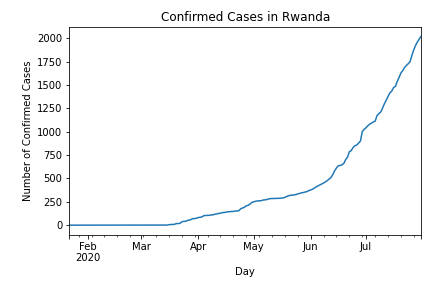 Confirmed Cases in Rwanda
Number of Confirmed Cases
2000
1750
1500
1250
1000
750
500
250
0
Feb Mar Apr May Jun Jul
2020
Day